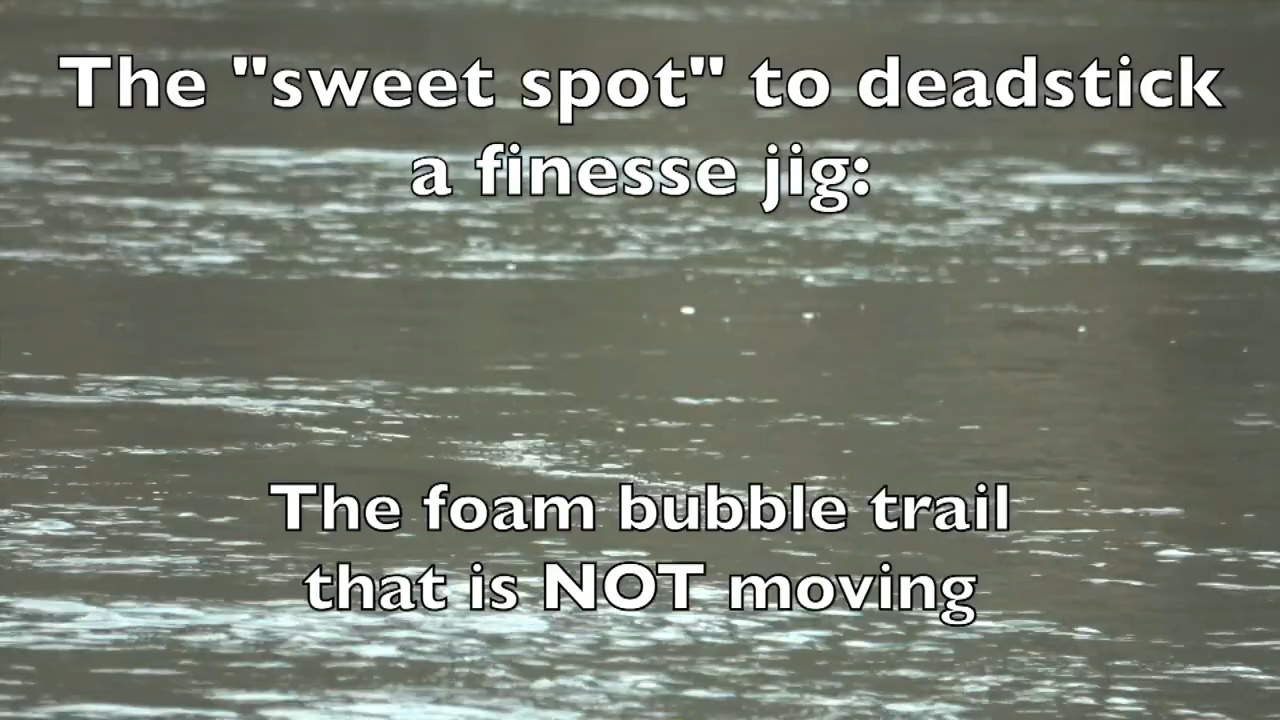 The "sweet spot" to deadstick
a finesse jig:
The foam bubble trail
that is NOT moving